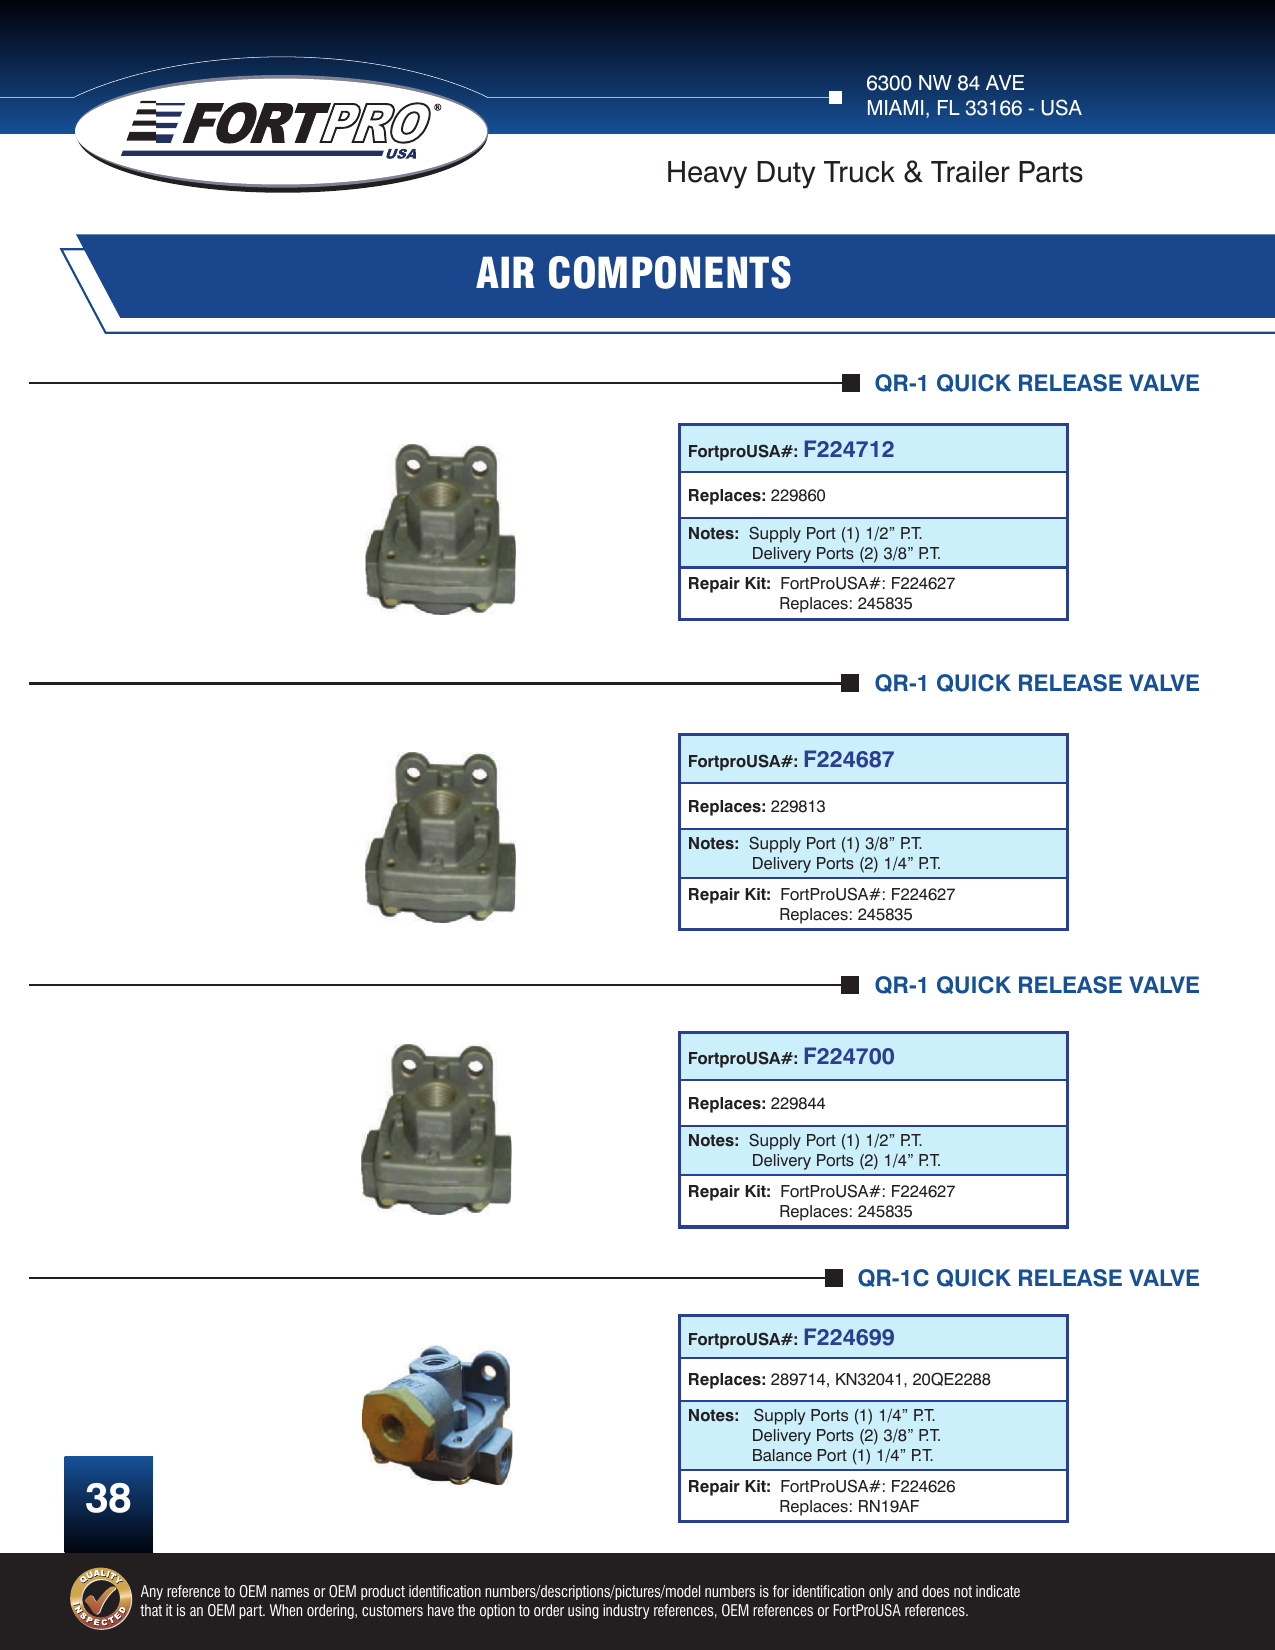 FORTPRO®
USA
6300 NW 84 AVE
MIAMI, FL 33166 - USA
Heavy Duty Truck & Trailer Parts
AIR COMPONENTS
QR-1 QUICK RELEASE VALVE
FortproUSA#: F224712
Replaces: 229860
Notes: Supply Port (1) 1/2” P.T.
Delivery Ports (2) 3/8” P.T.
Repair Kit: FortProUSA#: F224627
Replaces: 245835
QR-1 QUICK RELEASE VALVE
FortproUSA#: F224687
Replaces: 229813
Notes: Supply Port (1) 3/8” P.T.
Delivery Ports (2) 1/4” P.T.
Repair Kit: FortProUSA#: F224627
Replaces: 245835
QR-1 QUICK RELEASE VALVE
FortproUSA#: F224700
Replaces: 229844
Notes: Supply Port (1) 1/2” P.T.
Delivery Ports (2) 1/4” P.T.
Repair Kit: FortProUSA#: F224627
Replaces: 245835
QR-1C QUICK RELEASE VALVE
FortproUSA#: F224699
Replaces: 289714, KN32041, 20QE2288
Notes: Supply Ports (1) 1/4” P.T.
Delivery Ports (2) 3/8” P.T.
Balance Port (1) 1/4” P.T.
Repair Kit: FortProUSA#: F224626
Replaces: RN19AF
38
QUALITY
INSPECTED
Any reference to OEM names or OEM product identification numbers/descriptions/pictures/model numbers is for identification only and does not indicate
that it is an OEM part. When ordering, customers have the option to order using industry references, OEM references or FortProUSA references.